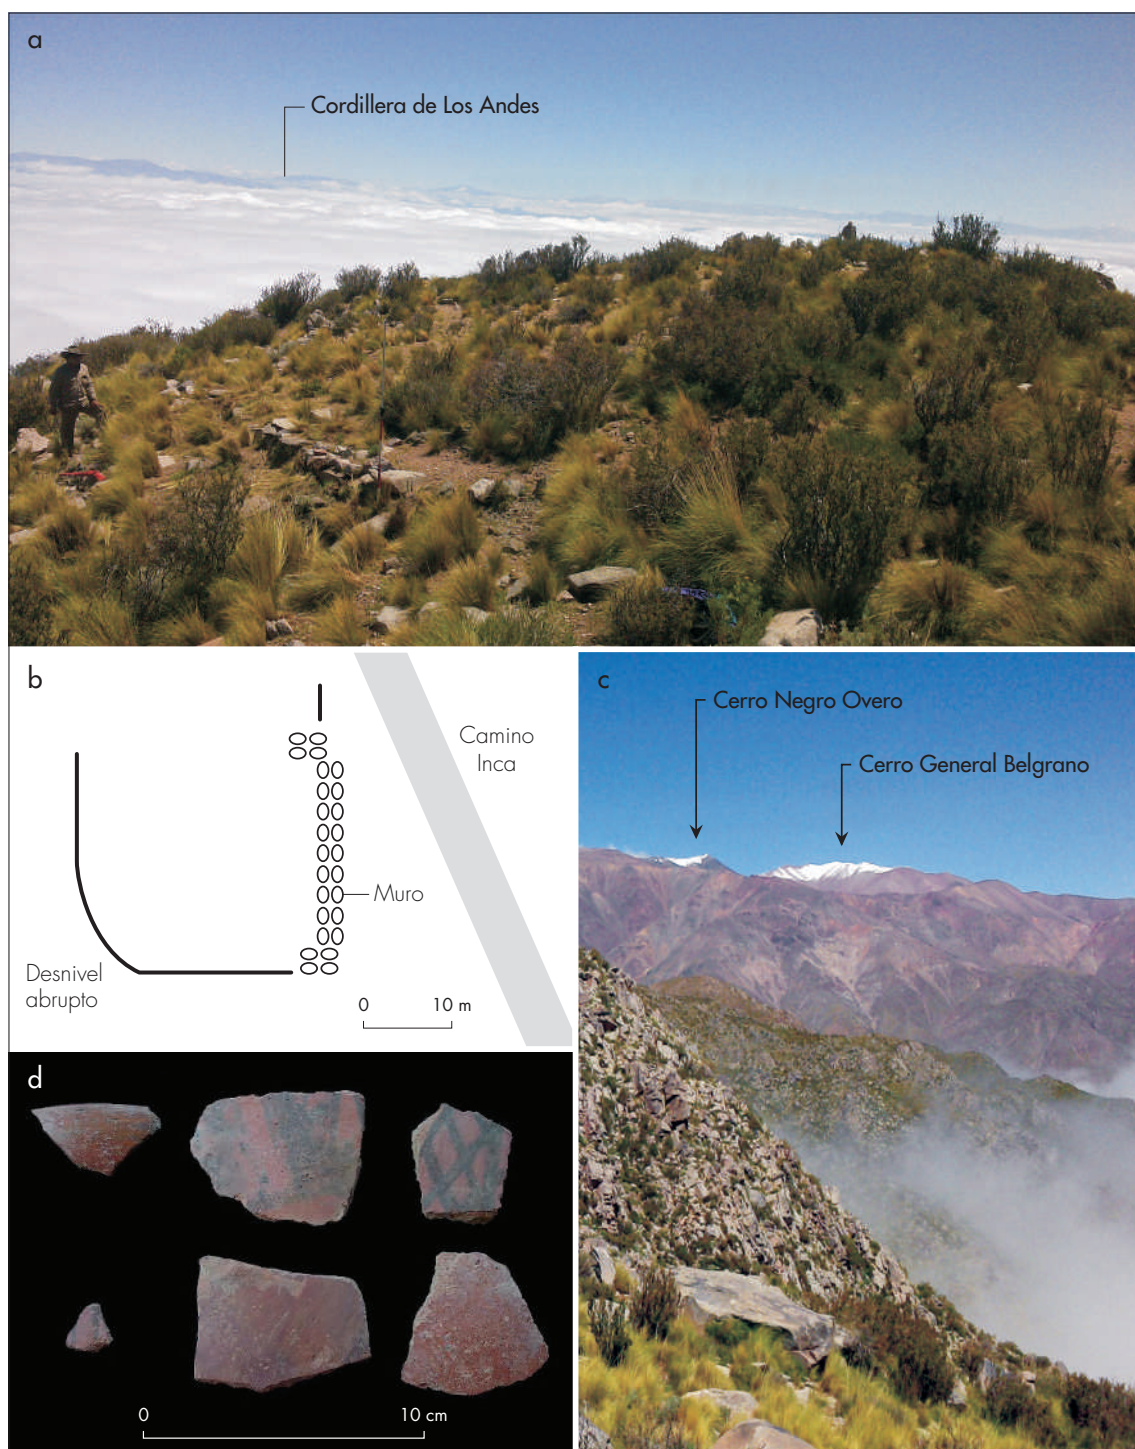 a
Cordillera de Los Andes
b
Camino
Inca
Muro
Desnivel
abrupto
0 10 m
c
Cerro Negro Overo
Cerro General Belgrano
d
0 10 cm